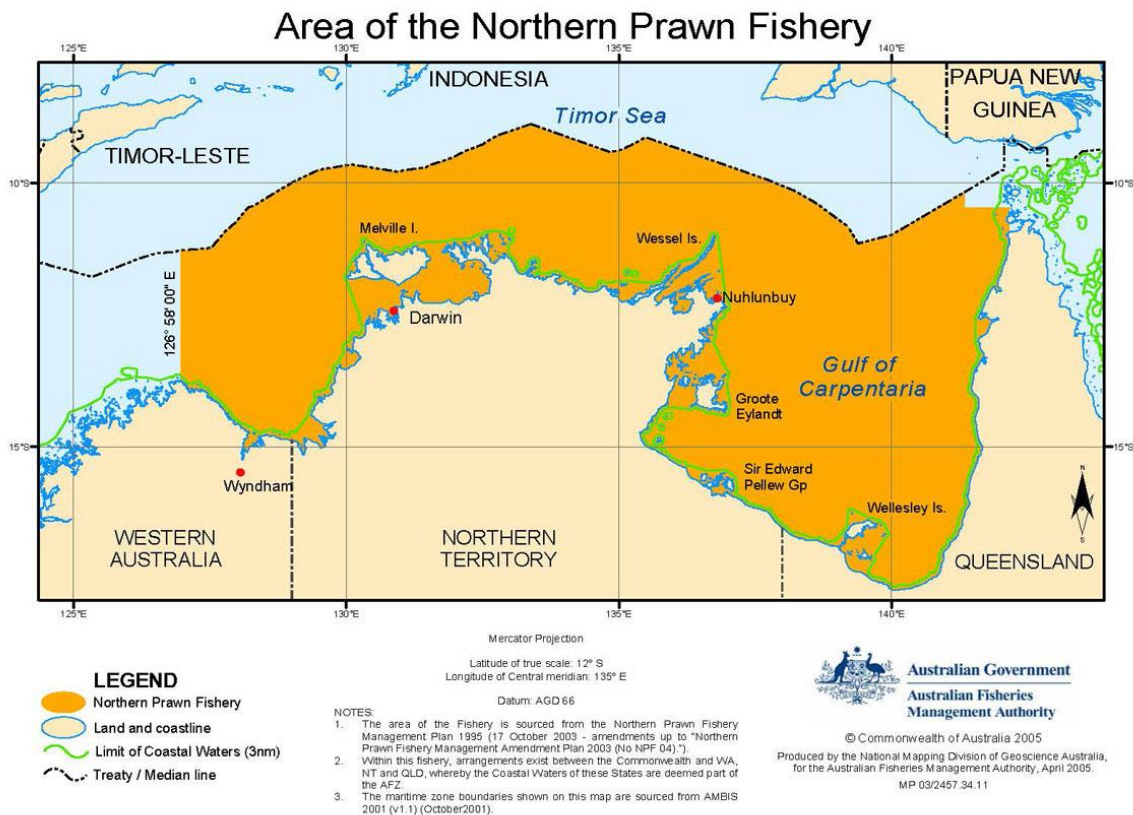 Area of the Northern Prawn Fishery
125°E
130°E
135°E
140°E
INDONESIA
PAPUA NEW
GUINEA
Timor Sea
TIMOR-LESTE
10°S
10°S
Melville I.
Wessel Is.
126° 58' 00" E
Nuhlunbuy
Darwin
Gulf of
Carpentaria
Groote
Eylandt
15°S
15°S
Wyndham
Sir Edward
Pellew Gp
Wellesley Is.
N
S
WESTERN
AUSTRALIA
NORTHERN
TERRITORY
QUEENSLAND
125°E
130°E
135°E
140°E
Mercator Projection
Latitude of true scale: 12° S
Longitude of Central meridian: 135° E
Datum: AGD 66
LEGEND
Northern Prawn Fishery
Land and coastline
Limit of Coastal Waters (3nm)
Treaty / Median line
NOTES:
1. The area of the Fishery is sourced from the Northern Prawn Fishery
Management Plan 1995 (17 October 2003 - amendments up to "Northern
Prawn Fishery Management Amendment Plan 2003 (No NPF 04).").
2. Within this fishery, arrangements exist between the Commonwealth and WA,
NT and QLD, whereby the Coastal Waters of these States are deemed part of
the AFZ.
3. The maritime zone boundaries shown on this map are sourced from AMBIS
2001 (v1.1) (October2001).
Australian Government
Australian Fisheries
Management Authority
© Commonwealth of Australia 2005
Produced by the National Mapping Division of Geoscience Australia,
for the Australian Fisheries Management Authority, April 2005.
MP 03/2457.34.11